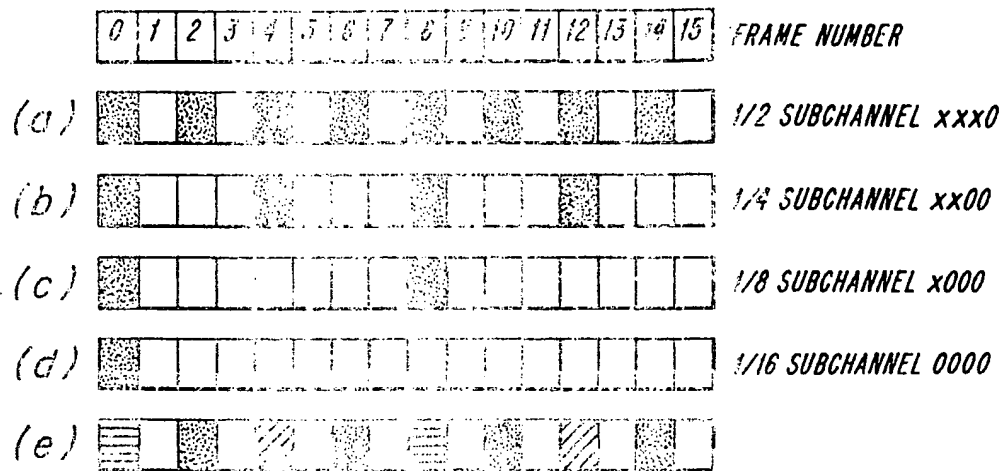 0 1 2 3 4 5 6 7 8 9 10 11 12 13 14 15 FRAME NUMBER
(a) 1/2 SUBCHANNEL xxx0
(b) 1/4 SUBCHANNEL xx00
(c) 1/8 SUBCHANNEL x000
(d) 1/16 SUBCHANNEL 0000
(e)